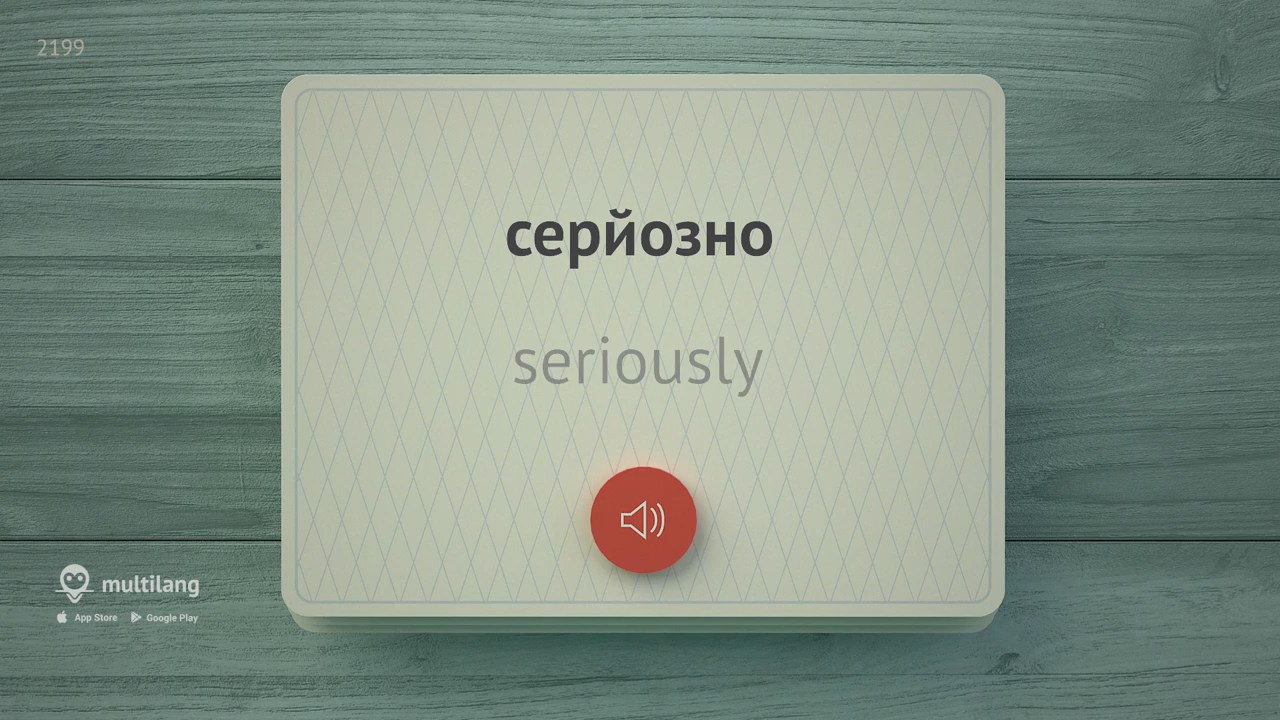 2199
серйозно
seriously
multilang
App Store
Google Play